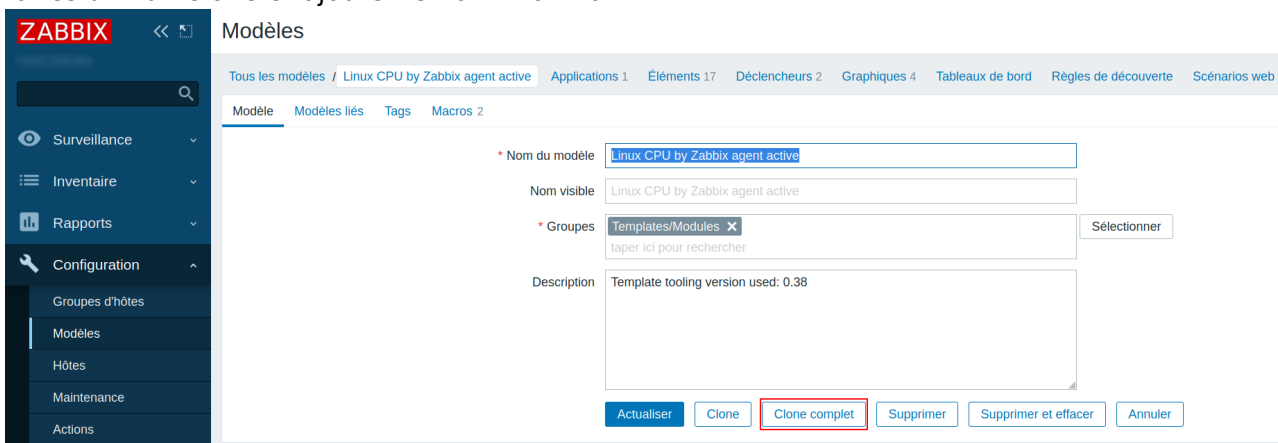 ZABBIX
Modèles
Tous les modèles / Linux CPU by Zabbix agent active Applications 1 Éléments 17 Déclencheurs 2 Graphiques 4 Tableaux de bord Règles de découverte Scénarios web
Modèle Modèles liés Tags Macros 2
Surveillance
Inventaire
Rapports
Configuration
Groupes d'hôtes
Modèles
Hôtes
Maintenance
Actions
* Nom du modèle Linux CPU by Zabbix agent active
Nom visible Linux CPU by Zabbix agent active
* Groupes Templates/Modules Sélectionner
taper ici pour rechercher
Description Template tooling version used: 0.38
Actualiser Clone Clone complet Supprimer Supprimer et effacer Annuler